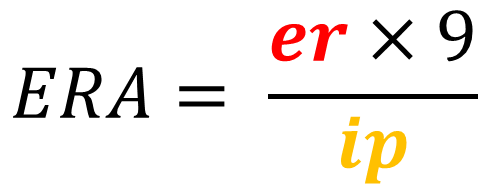 er × 9
ERA =
ip